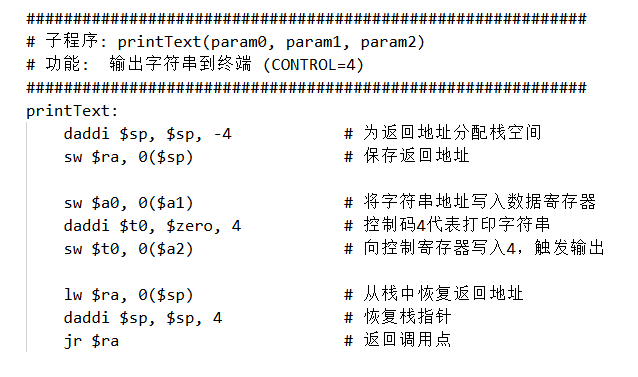 ############################################################
# 子程序: printText(param0, param1, param2)
# 功能:  输出字符串到终端 (CONTROL=4)
############################################################
printText:
    daddi $sp, $sp, -4            # 为返回地址分配栈空间
    sw $ra, 0($sp)                # 保存返回地址

    sw $a0, 0($a1)                # 将字符串地址写入数据寄存器
    daddi $t0, $zero, 4           # 控制码4代表打印字符串
    sw $t0, 0($a2)                # 向控制寄存器写入4，触发输出

    lw $ra, 0($sp)                # 从栈中恢复返回地址
    daddi $sp, $sp, 4             # 恢复栈指针
    jr $ra                        # 返回调用点